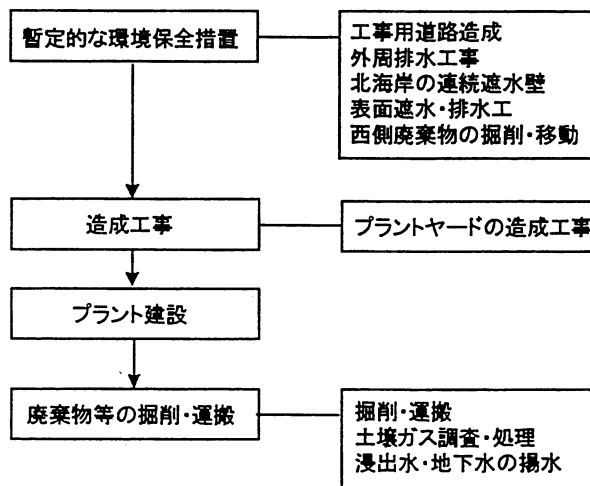 暫定的な環境保全措置
工事用道路造成
外周排水工事
北海岸の連続遮水壁
表面遮水・排水工
西側廃棄物の掘削・移動
造成工事
プラントヤードの造成工事
プラント建設
廃棄物等の掘削・運搬
掘削・運搬
土壌ガス調査・処理
浸出水・地下水の揚水